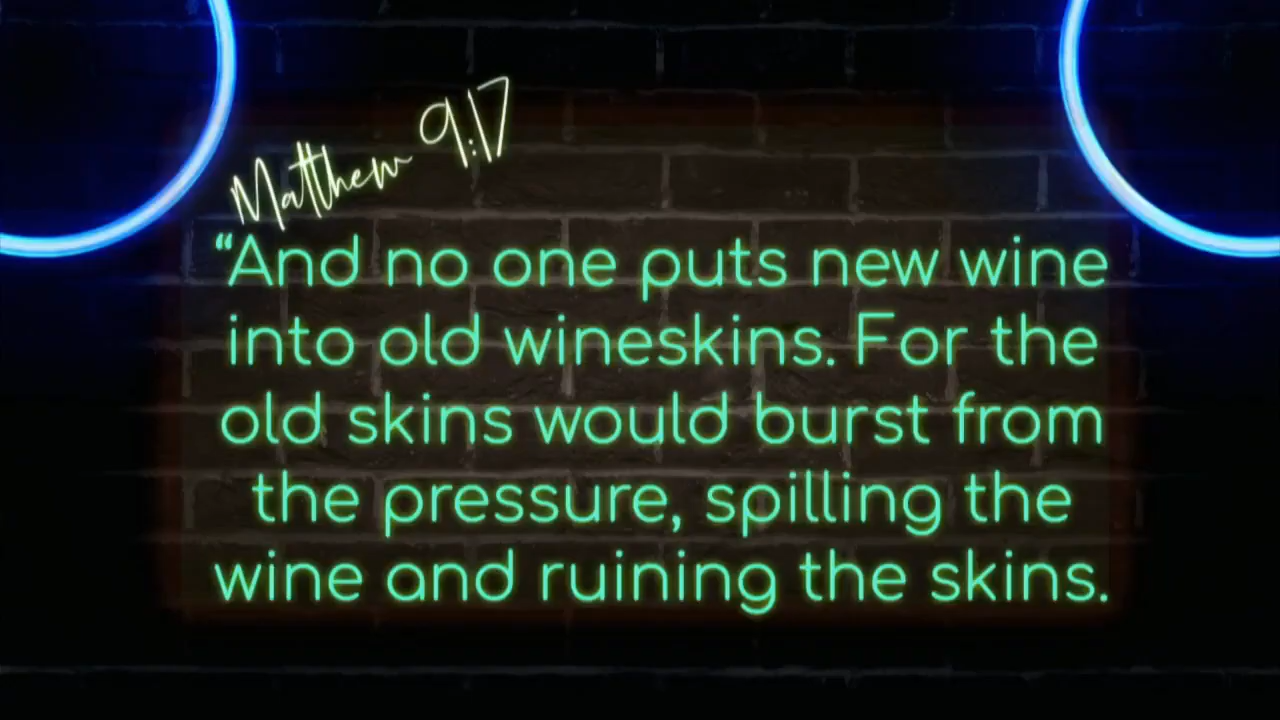 Matthew 9:17
“And no one puts new wine
into old wineskins. For the
old skins would burst from
the pressure, spilling the
wine and ruining the skins.